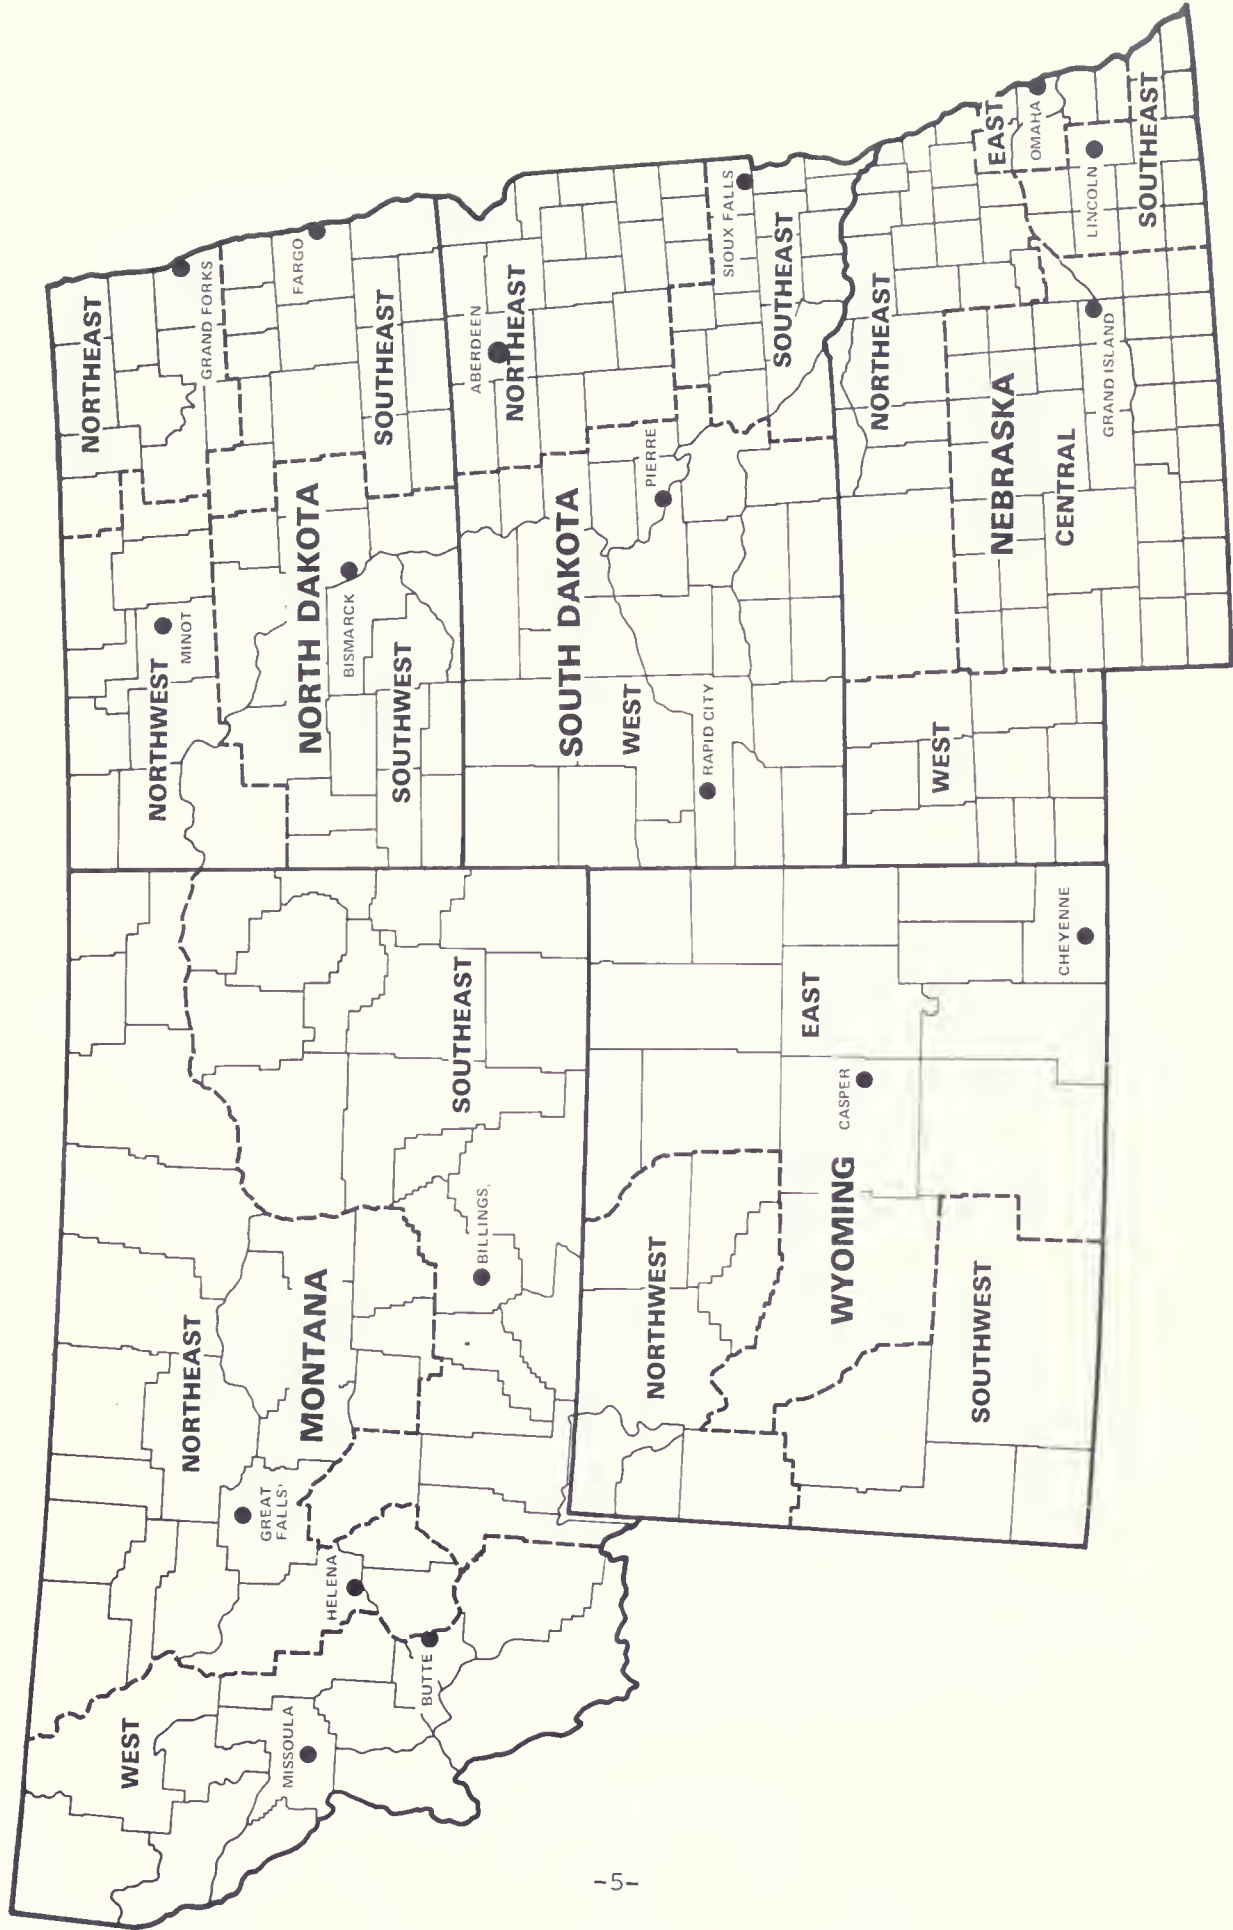 WEST
MISSOULA
BUTTE
HELENA
GREAT
FALLS
NORTHEAST
MONTANA
BILLINGS
SOUTHEAST
NORTHWEST
WYOMING
CASPER
EAST
SOUTHWEST
CHEYENNE
NORTHWEST
MINOT
NORTHEAST
GRAND FORKS
NORTH DAKOTA
BISMARCK
FARGO
SOUTHWEST
SOUTHEAST
ABERDEEN
NORTHEAST
SOUTH DAKOTA
WEST
PIERRE
RAPID CITY
SIOUX FALLS
SOUTHEAST
NORTHEAST
WEST
NEBRASKA
CENTRAL
GRAND ISLAND
EAST
OMAHA
LINCOLN
SOUTHEAST
-5-